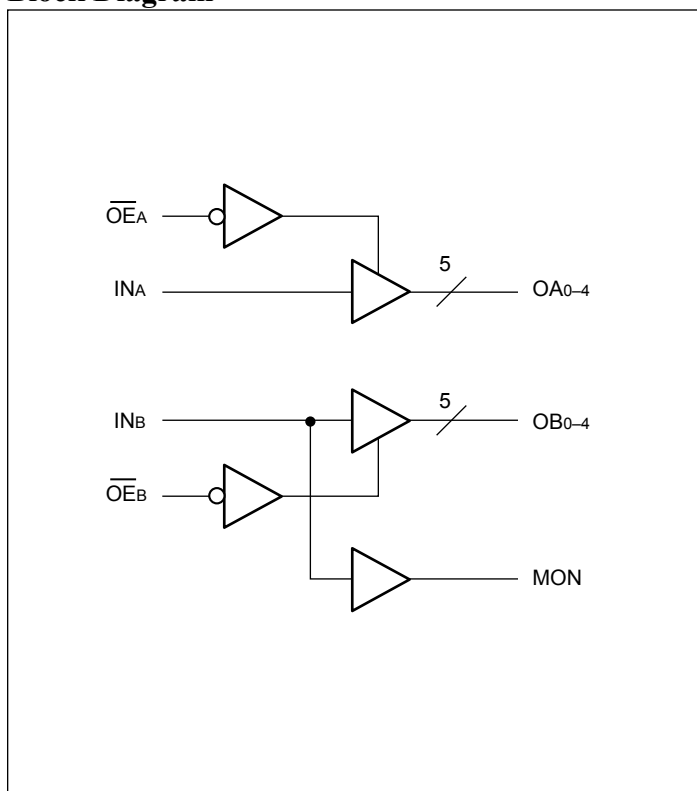 Block Diagram
OEA
5
INA OA0–4
5
INB OB0–4
OEB
MON